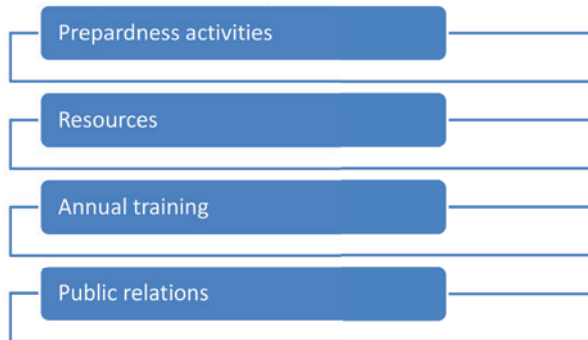 Prepardness activities
Resources
Annual training
Public relations